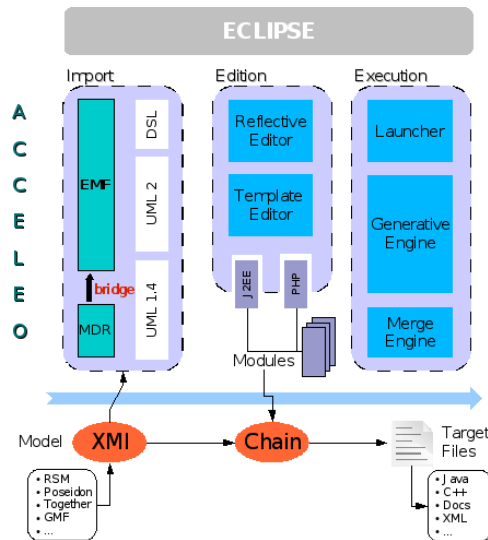 ECLIPSE
Import
Edition
Execution
ACCELEO
EMF
bridge
MDR
DSL
UML 2
UML 1.4
Reflective
Editor
Template
Editor
J2EE
PHP
Modules
Launcher
Generative
Engine
Merge
Engine
Model
XMI
Chain
Target
Files
• RSM
• Poseidon
• Together
• GMF
• ...
• Java
• C++
• Docs
• XML
• ...